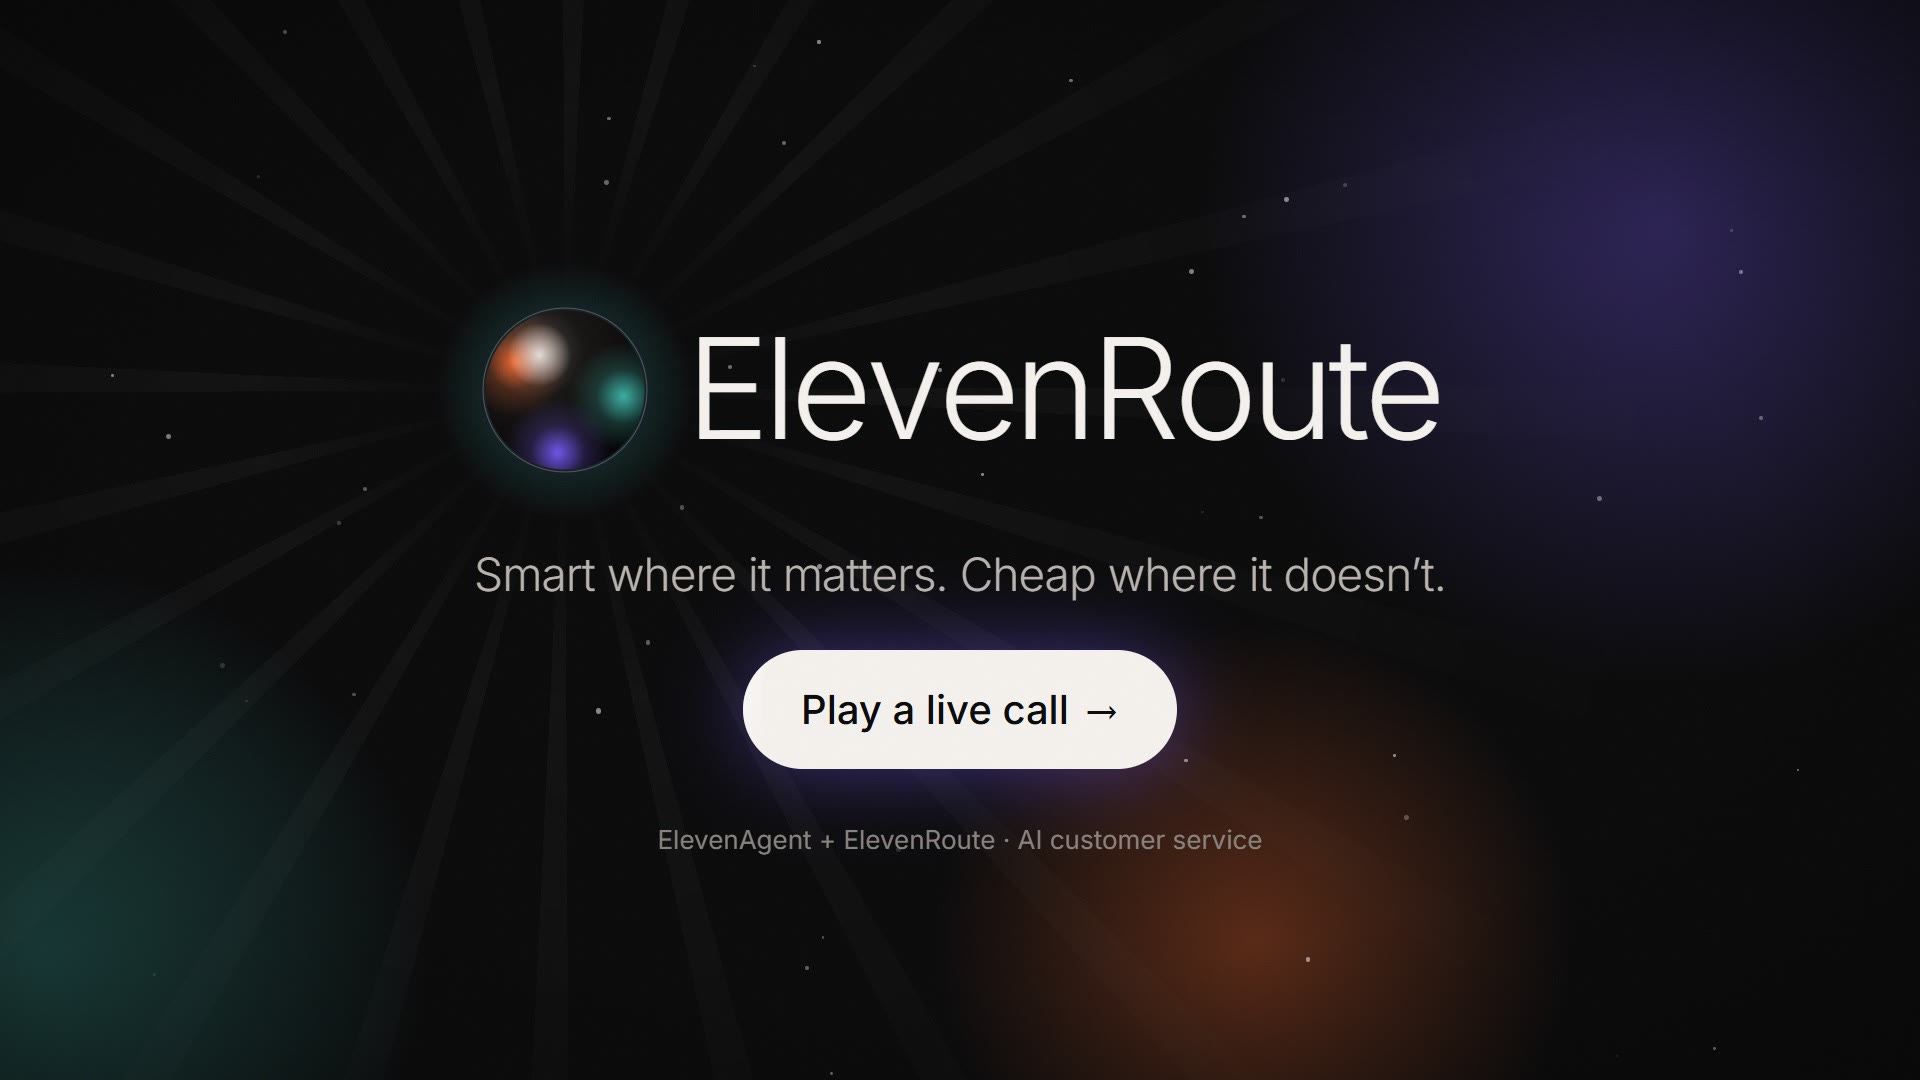 ElevenRoute
Smart where it matters. Cheap where it doesn’t.
Play a live call →
ElevenAgent + ElevenRoute · AI customer service